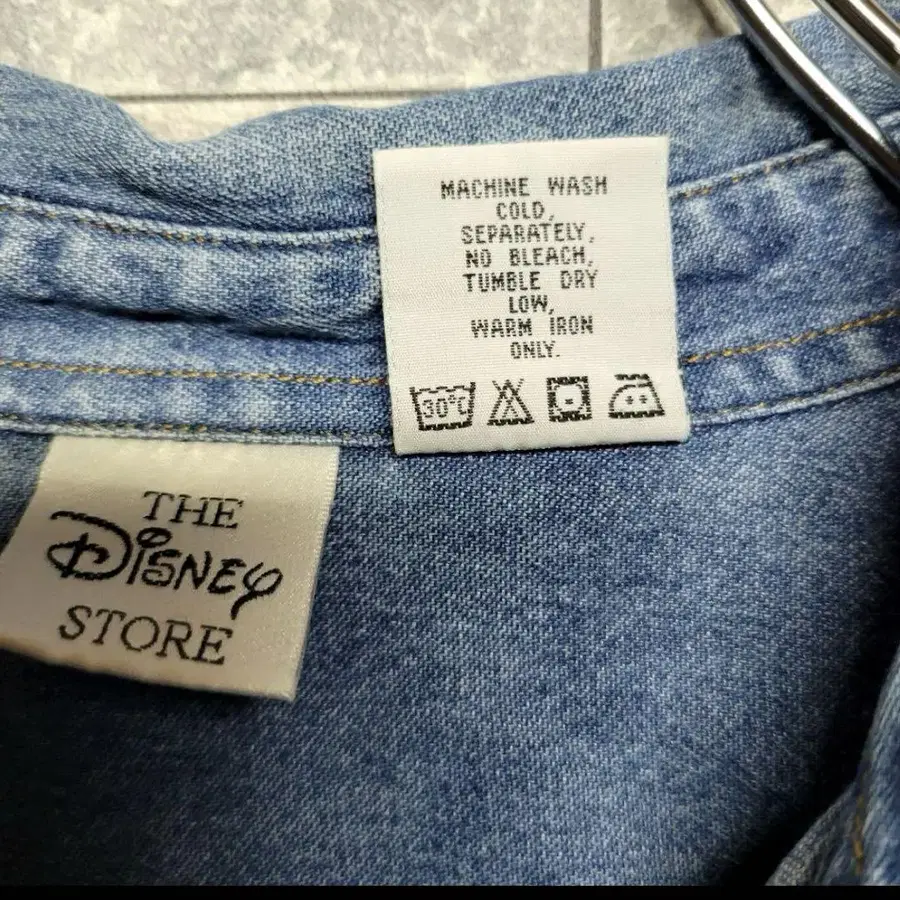 MACHINE WASH
COLD,
SEPARATELY,
NO BLEACH,
TUMBLE DRY
LOW,
WARM IRON
ONLY.
30°C
THE
Disney
STORE